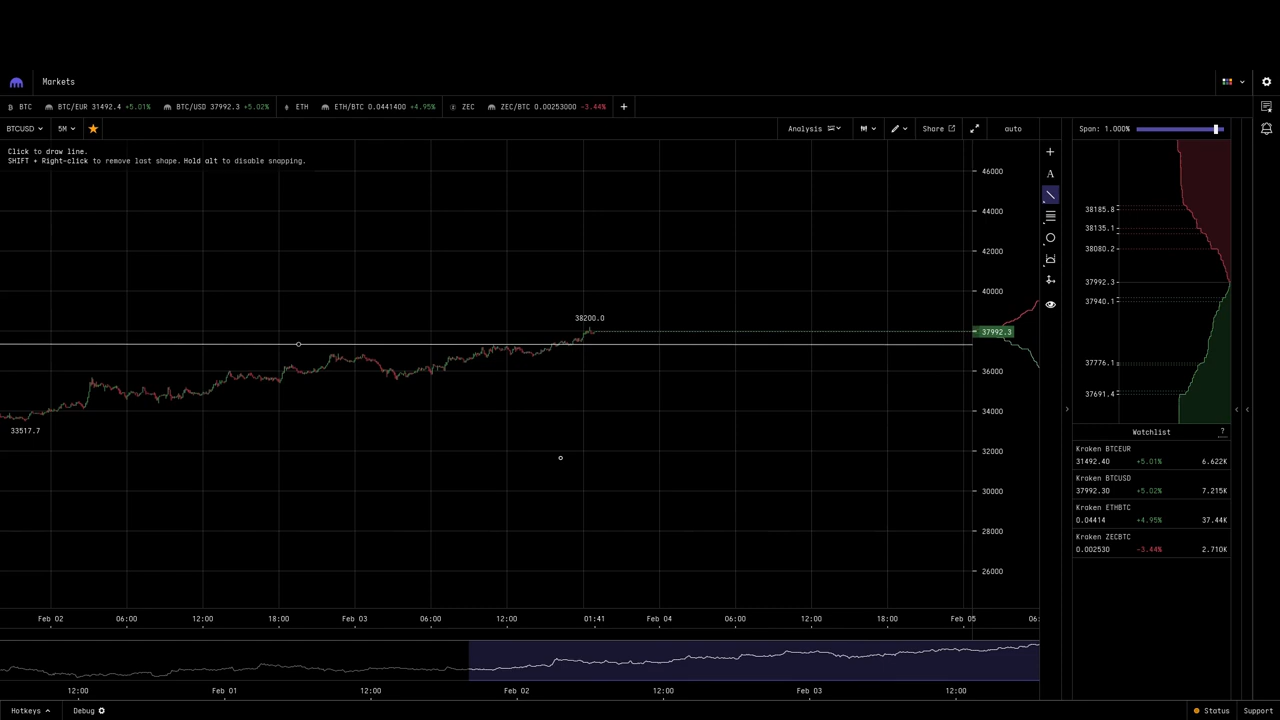 Markets
BTC BTC/EUR 31492.4 +5.01% BTC/USD 37992.3 +5.02% ETH ETH/BTC 0.0441400 +4.95% ZEC ZEC/BTC 0.00253000 -3.44% +
BTCUSD 5M Analysis Share auto Span: 1.000%
Click to draw line.
SHIFT + Right-click to remove last shape. Hold alt to disable snapping.
A
46000
44000
42000
40000
37992.3
36000
34000
32000
30000
28000
26000
38200.0
33517.7
38185.8
38135.1
38080.2
37992.3
37940.1
37776.1
37691.4
Watchlist ?
Kraken BTCEUR
31492.40 +5.01% 6.622K
Kraken BTCUSD
37992.30 +5.02% 7.215K
Kraken ETHBTC
0.04414 +4.95% 37.44K
Kraken ZECBTC
0.002530 -3.44% 2.710K
Feb 02 06:00 12:00 18:00 Feb 03 06:00 12:00 01:41 Feb 04 06:00 12:00 18:00 Feb 05 06:
12:00 Feb 01 12:00 Feb 02 12:00 Feb 03 12:00
Hotkeys Debug Status Support